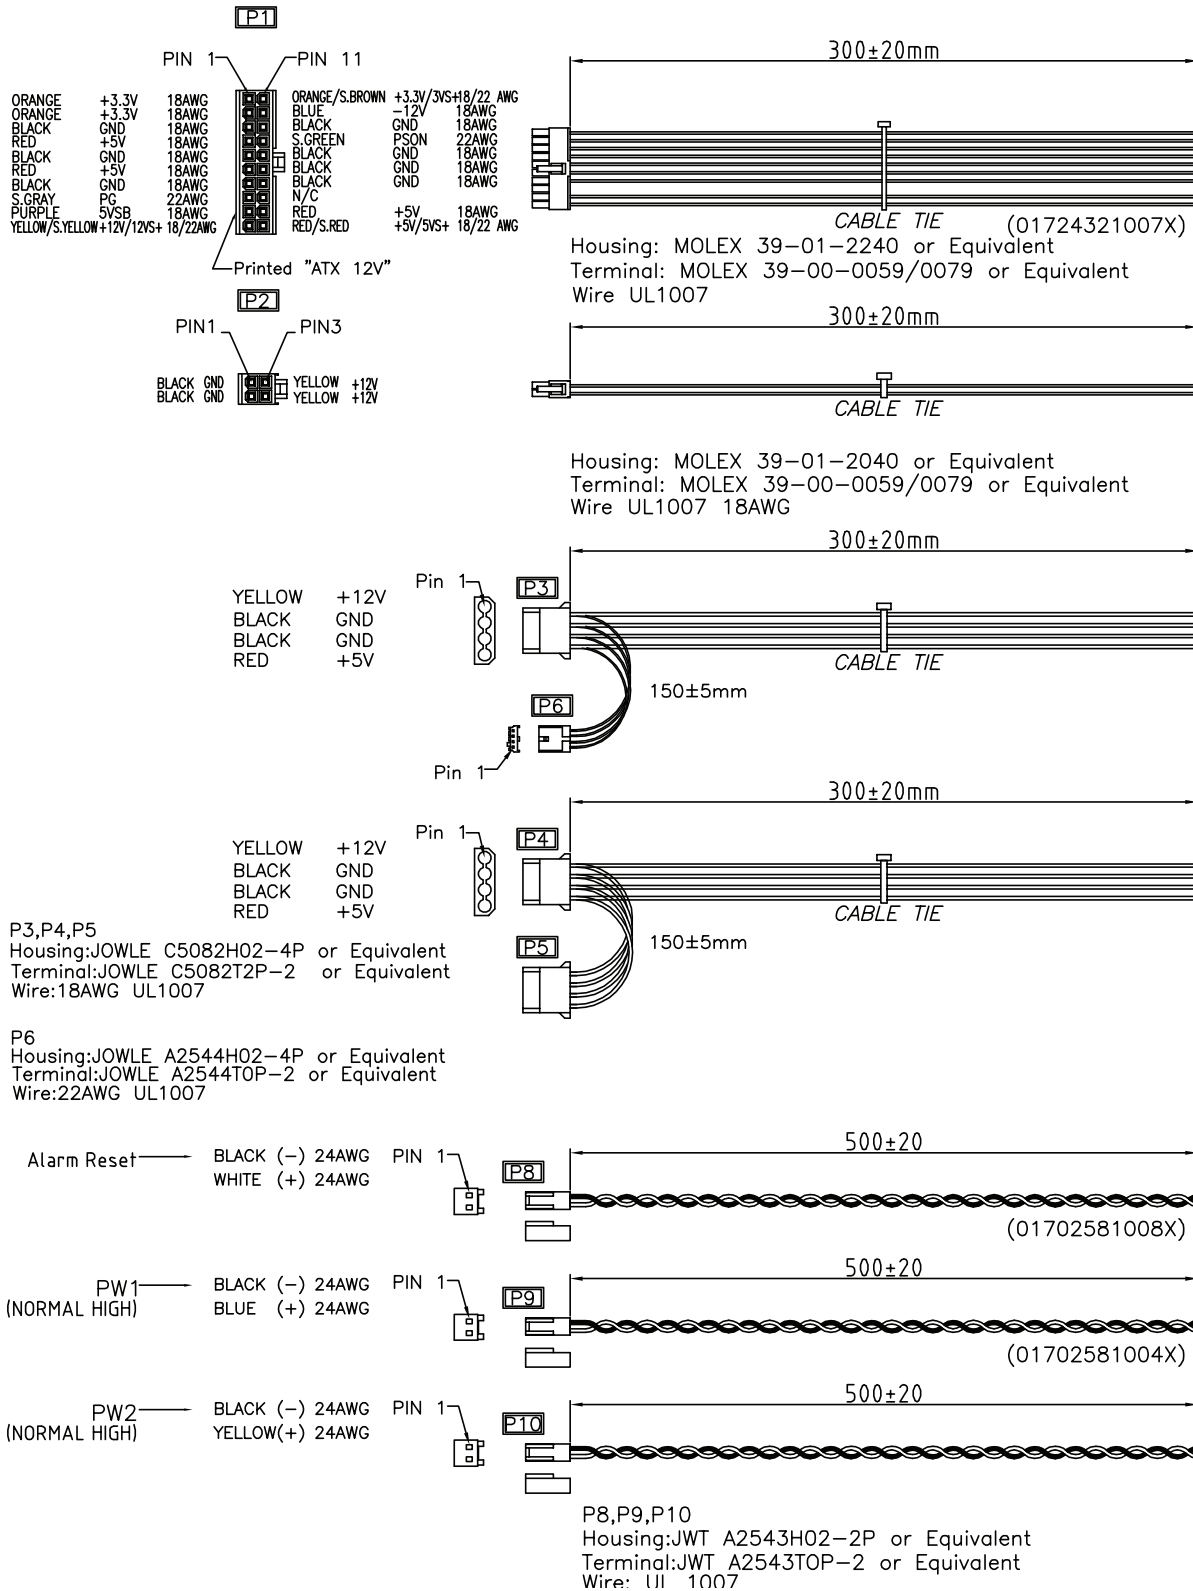 P1
PIN 1 PIN 11
300±20mm
ORANGE +3.3V 18AWG ORANGE/S.BROWN +3.3V/3VS+18/22 AWG
ORANGE +3.3V 18AWG BLUE -12V 18AWG
BLACK GND 18AWG BLACK GND 18AWG
RED +5V 18AWG S.GREEN PSON 22AWG
BLACK GND 18AWG BLACK GND 18AWG
RED +5V 18AWG BLACK GND 18AWG
BLACK GND 18AWG BLACK GND 18AWG
S.GRAY PG 22AWG N/C
PURPLE 5VSB 18AWG RED +5V 18AWG
YELLOW/S.YELLOW+12V/12VS+ 18/22AWG RED/S.RED +5V/5VS+ 18/22 AWG
CABLE TIE (01724321007X)
Printed "ATX 12V"
Housing: MOLEX 39-01-2240 or Equivalent
Terminal: MOLEX 39-00-0059/0079 or Equivalent
Wire UL1007
P2
PIN1 PIN3
300±20mm
BLACK GND YELLOW +12V
BLACK GND YELLOW +12V
CABLE TIE
Housing: MOLEX 39-01-2040 or Equivalent
Terminal: MOLEX 39-00-0059/0079 or Equivalent
Wire UL1007 18AWG
300±20mm
Pin 1 P3
YELLOW +12V
BLACK GND
BLACK GND
RED +5V
CABLE TIE
150±5mm
P6
Pin 1
300±20mm
Pin 1 P4
YELLOW +12V
BLACK GND
BLACK GND
RED +5V
CABLE TIE
150±5mm
P5
P3,P4,P5
Housing:JOWLE C5082H02-4P or Equivalent
Terminal:JOWLE C5082T2P-2 or Equivalent
Wire:18AWG UL1007
P6
Housing:JOWLE A2544H02-4P or Equivalent
Terminal:JOWLE A2544T0P-2 or Equivalent
Wire:22AWG UL1007
500±20
Alarm Reset BLACK (-) 24AWG PIN 1 P8
WHITE (+) 24AWG
(01702581008X)
500±20
PW1 BLACK (-) 24AWG PIN 1 P9
(NORMAL HIGH) BLUE (+) 24AWG
(01702581004X)
500±20
PW2 BLACK (-) 24AWG PIN 1 P10
(NORMAL HIGH) YELLOW(+) 24AWG
P8,P9,P10
Housing:JWT A2543H02-2P or Equivalent
Terminal:JWT A2543TOP-2 or Equivalent
Wire: UL 1007